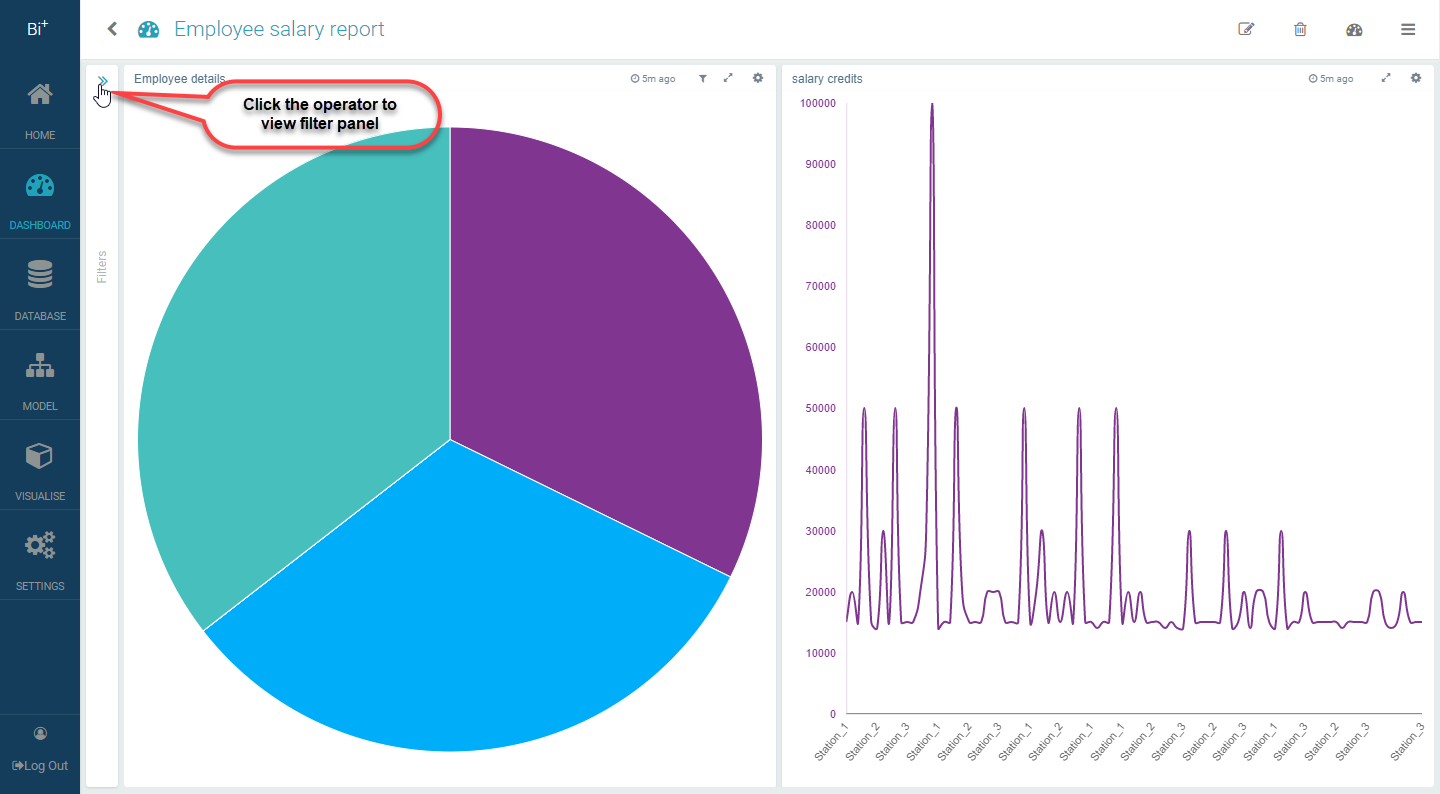 Bi+
Employee salary report
HOME
DASHBOARD
DATABASE
MODEL
VISUALISE
SETTINGS
Log Out
Filters
Employee details
5m ago
Click the operator to
view filter panel
salary credits
5m ago
100000
90000
80000
70000
60000
50000
40000
30000
20000
10000
0
Station_1
Station_2
Station_3
Station_1
Station_2
Station_3
Station_1
Station_2
Station_3
Station_1
Station_2
Station_3
Station_2
Station_3
Station_1
Station_3
Station_2
Station_3
Station_3